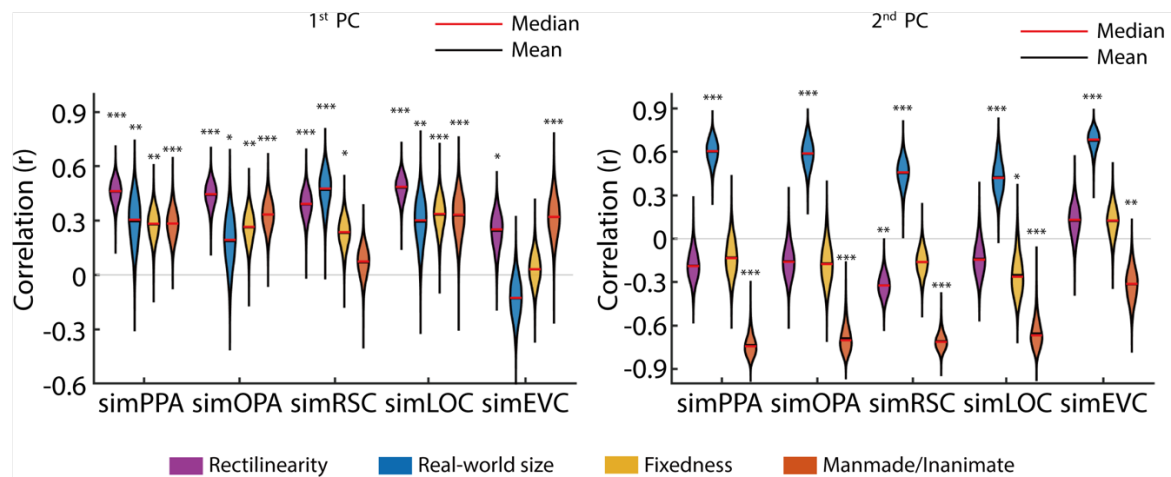 1st PC
Median
Mean
2nd PC
Median
Mean
Correlation (r)
0.9
0.6
0.3
0
-0.3
-0.6
***
**
**
***
***
*
**
***
***
***
*
***
**
***
***
*
***
simPPA
simOPA
simRSC
simLOC
simEVC
Correlation (r)
0.9
0.6
0.3
0
-0.3
-0.6
-0.9
***
***
***
***
**
***
***
***
***
*
***
***
**
simPPA
simOPA
simRSC
simLOC
simEVC
Rectilinearity
Real-world size
Fixedness
Manmade/Inanimate